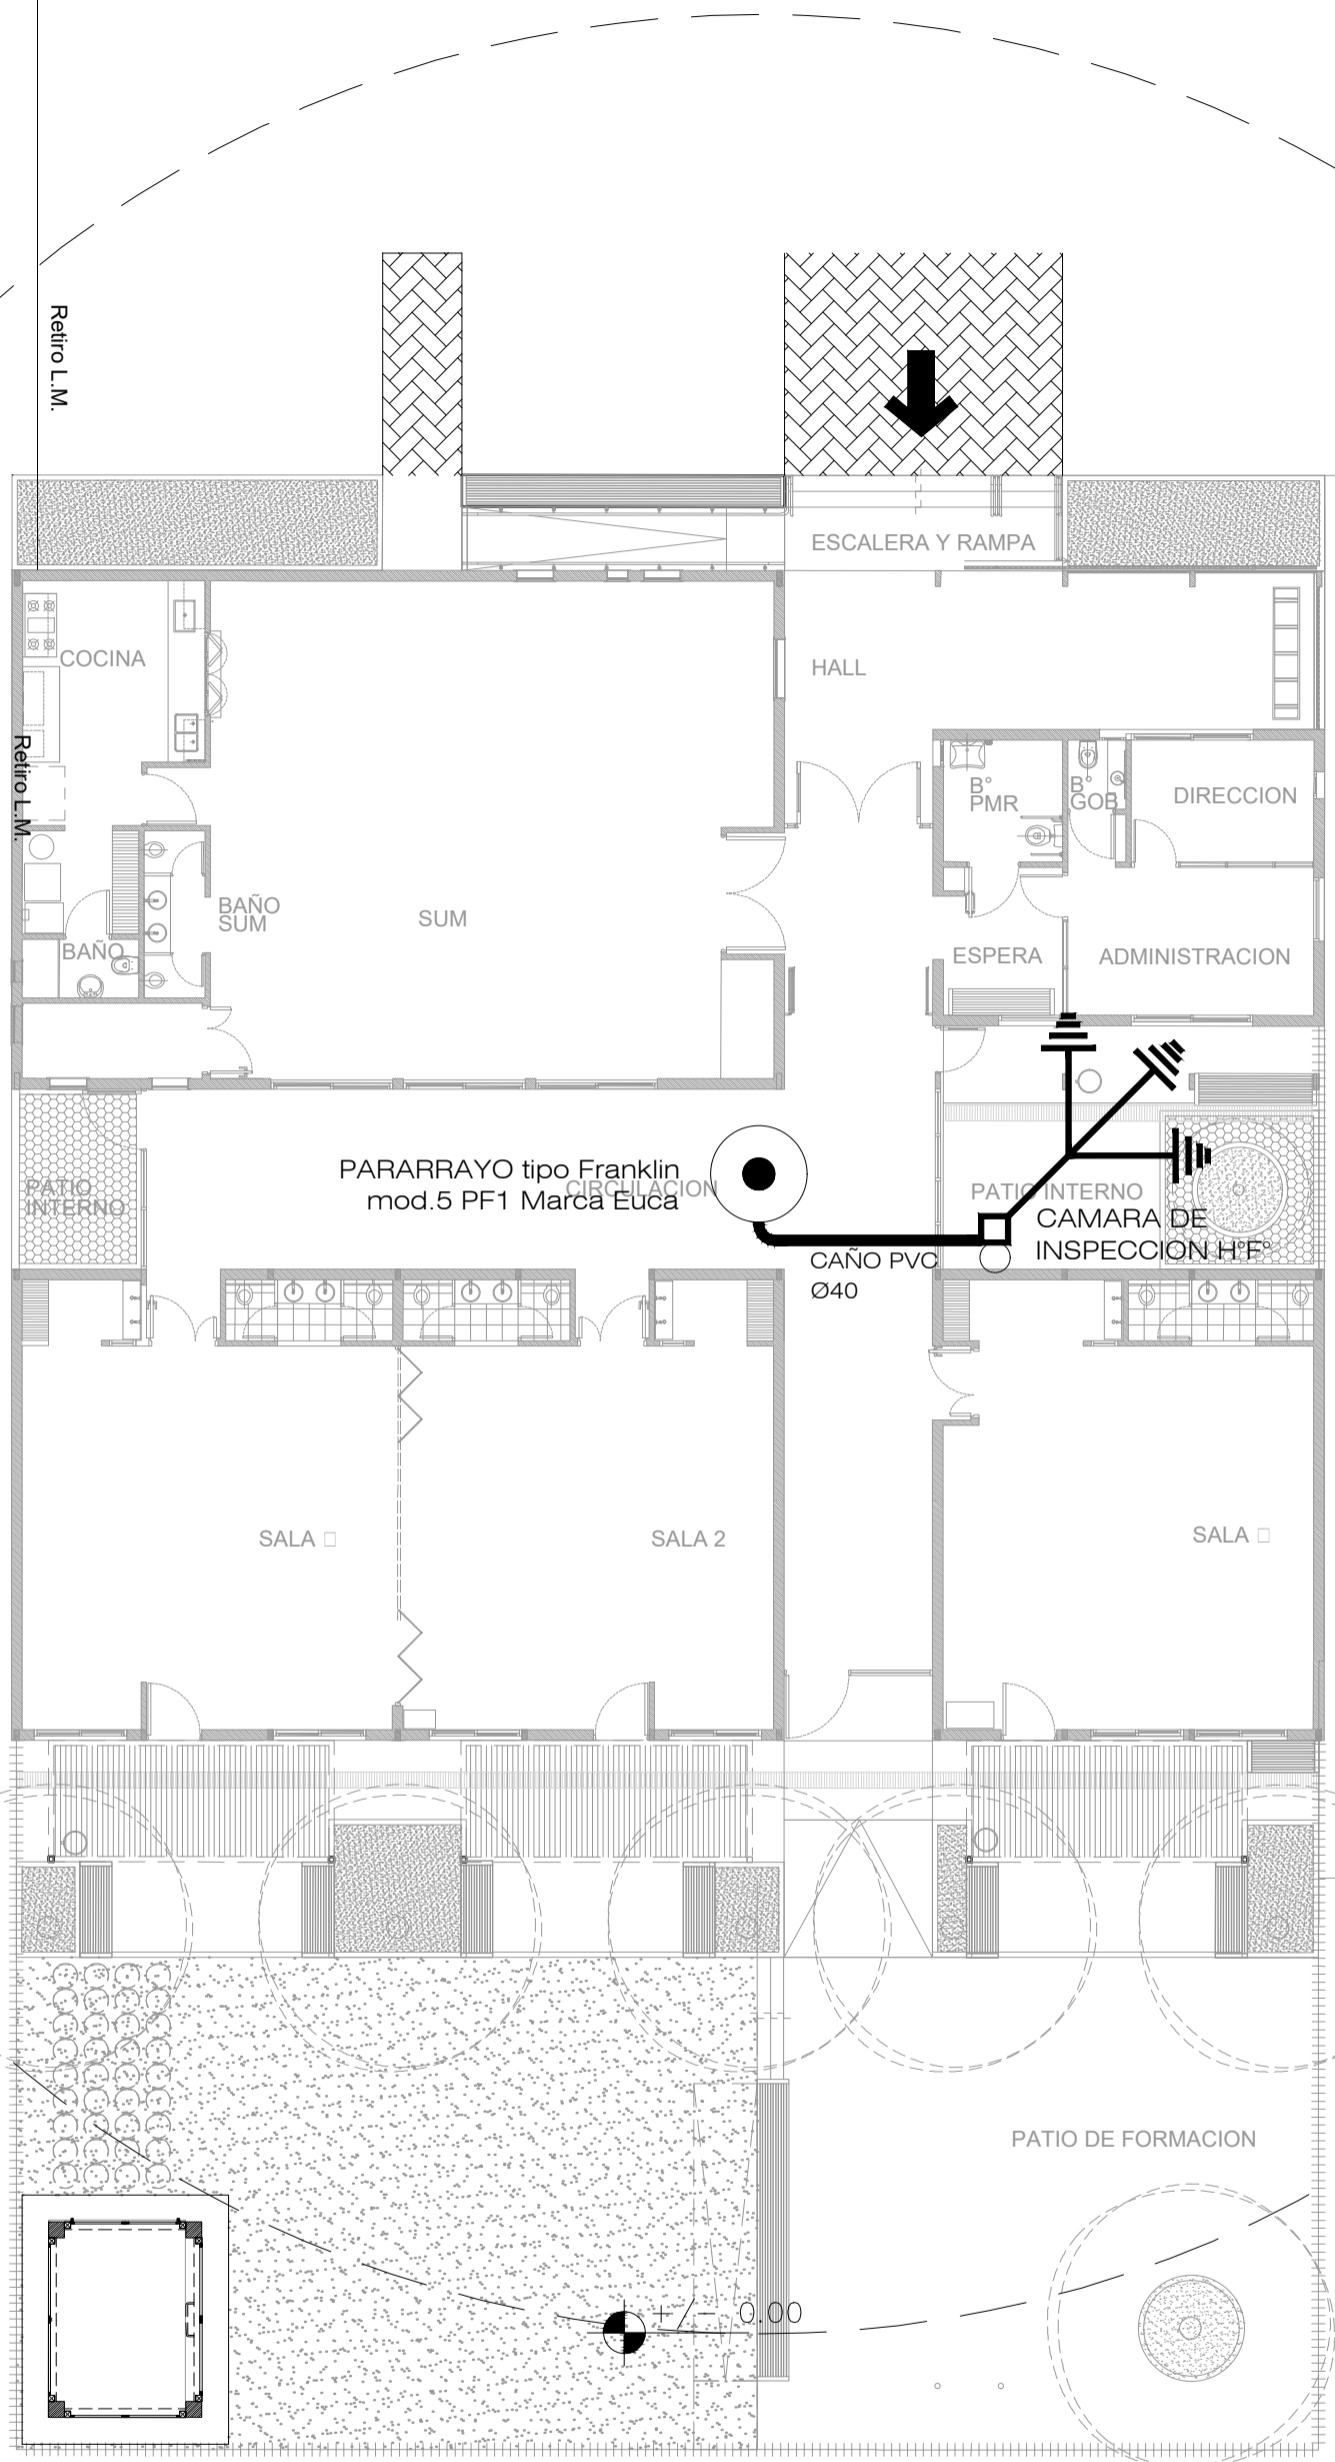 Retiro L.M.
ESCALERA Y RAMPA
COCINA
HALL
Retiro L.M.
B°
PMR
B°
GOB
DIRECCION
BAÑO
SUM
SUM
BAÑO
ESPERA
ADMINISTRACION
PARARRAYO tipo Franklin
mod.5 PF1 Marca Euca
CIRCULACION
PATIO
INTERNO
PATIO INTERNO
CAMARA DE
INSPECCION H°F°
CAÑO PVC
Ø40
SALA
SALA 2
SALA
PATIO DE FORMACION
+/- 0.00